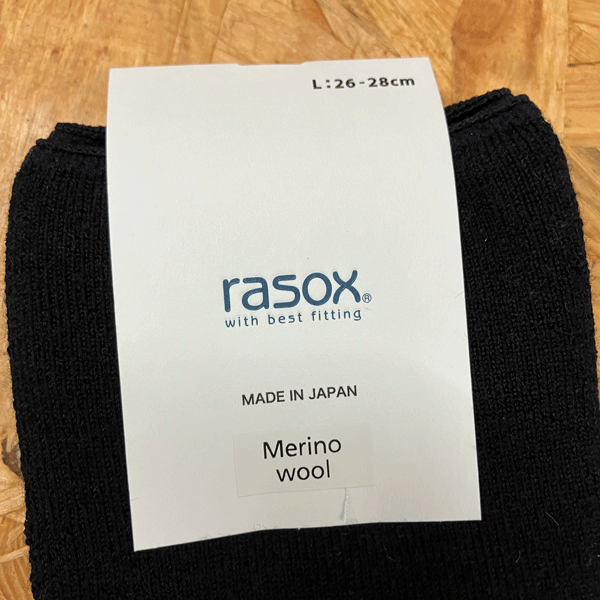 L:26-28cm
rasox®
with best fitting
MADE IN JAPAN
Merino
wool